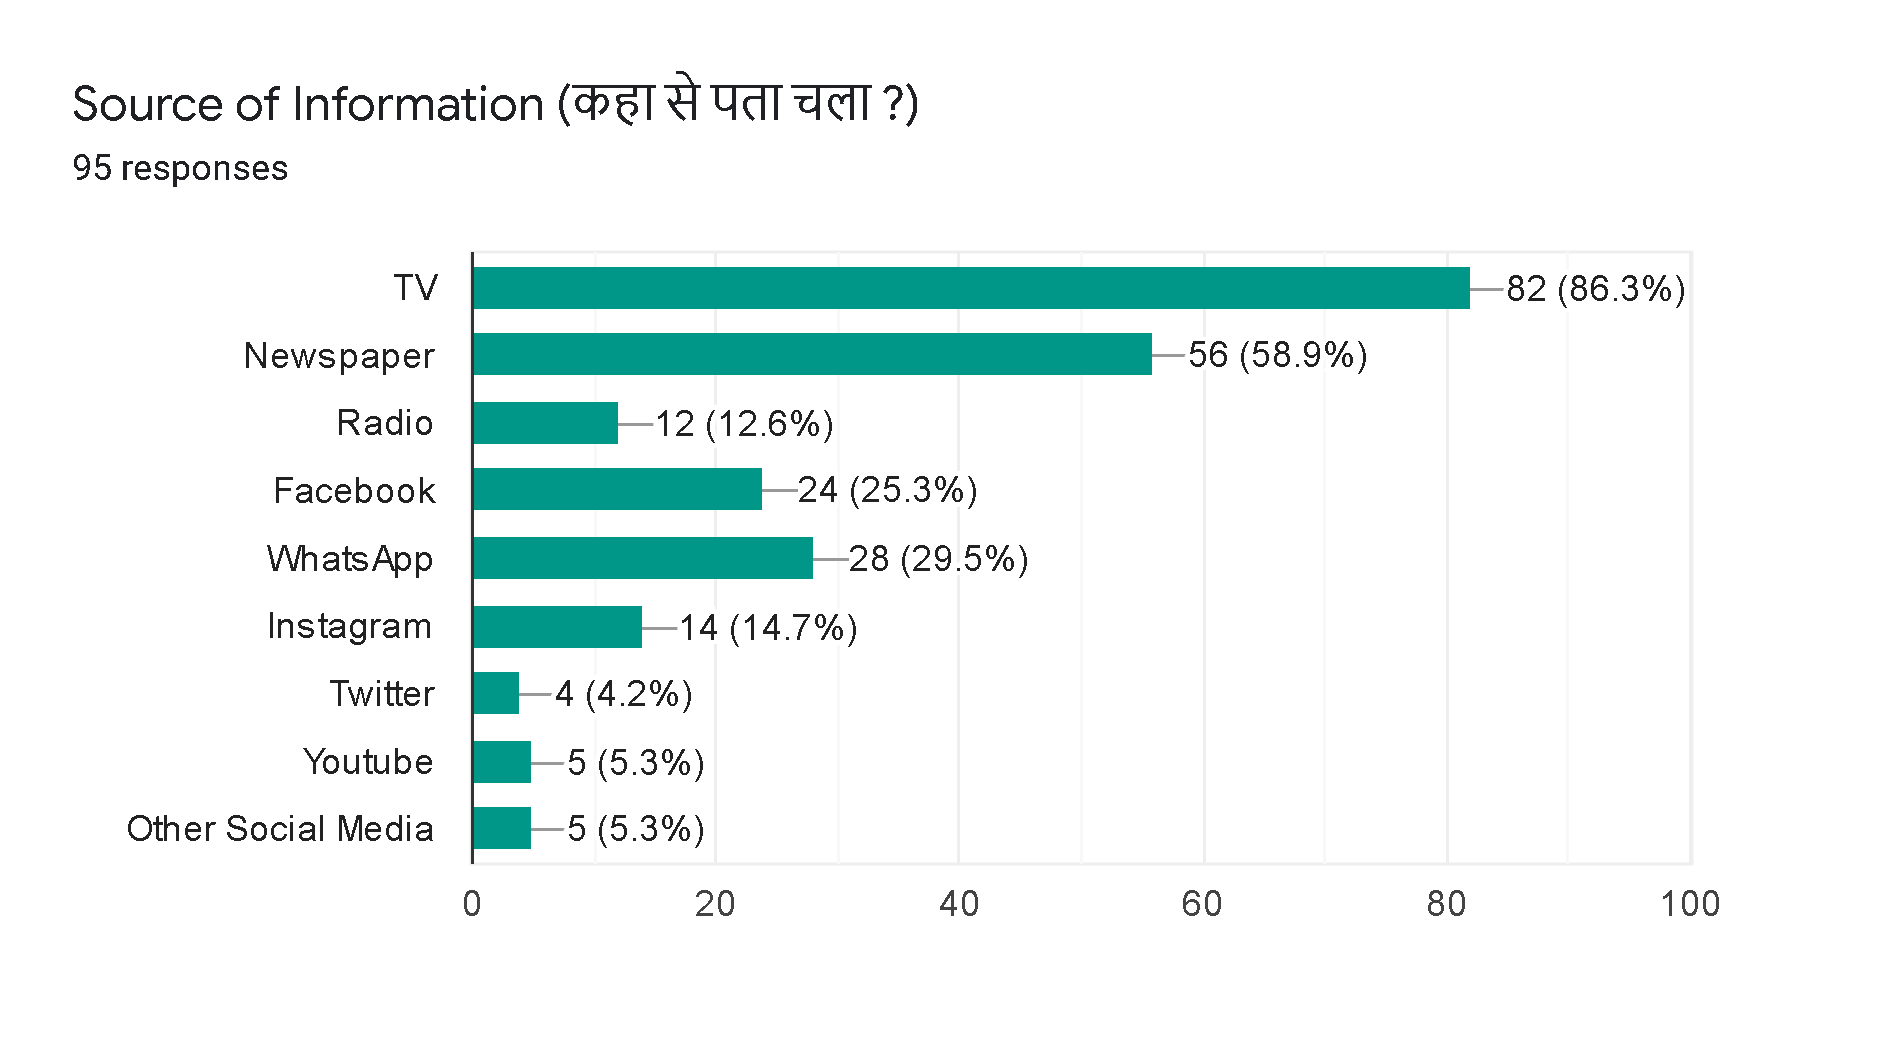 Source of Information (कहा से पता चला ?)
95 responses
TV 82 (86.3%)
Newspaper 56 (58.9%)
Radio 12 (12.6%)
Facebook 24 (25.3%)
WhatsApp 28 (29.5%)
Instagram 14 (14.7%)
Twitter 4 (4.2%)
Youtube 5 (5.3%)
Other Social Media 5 (5.3%)
0 20 40 60 80 100